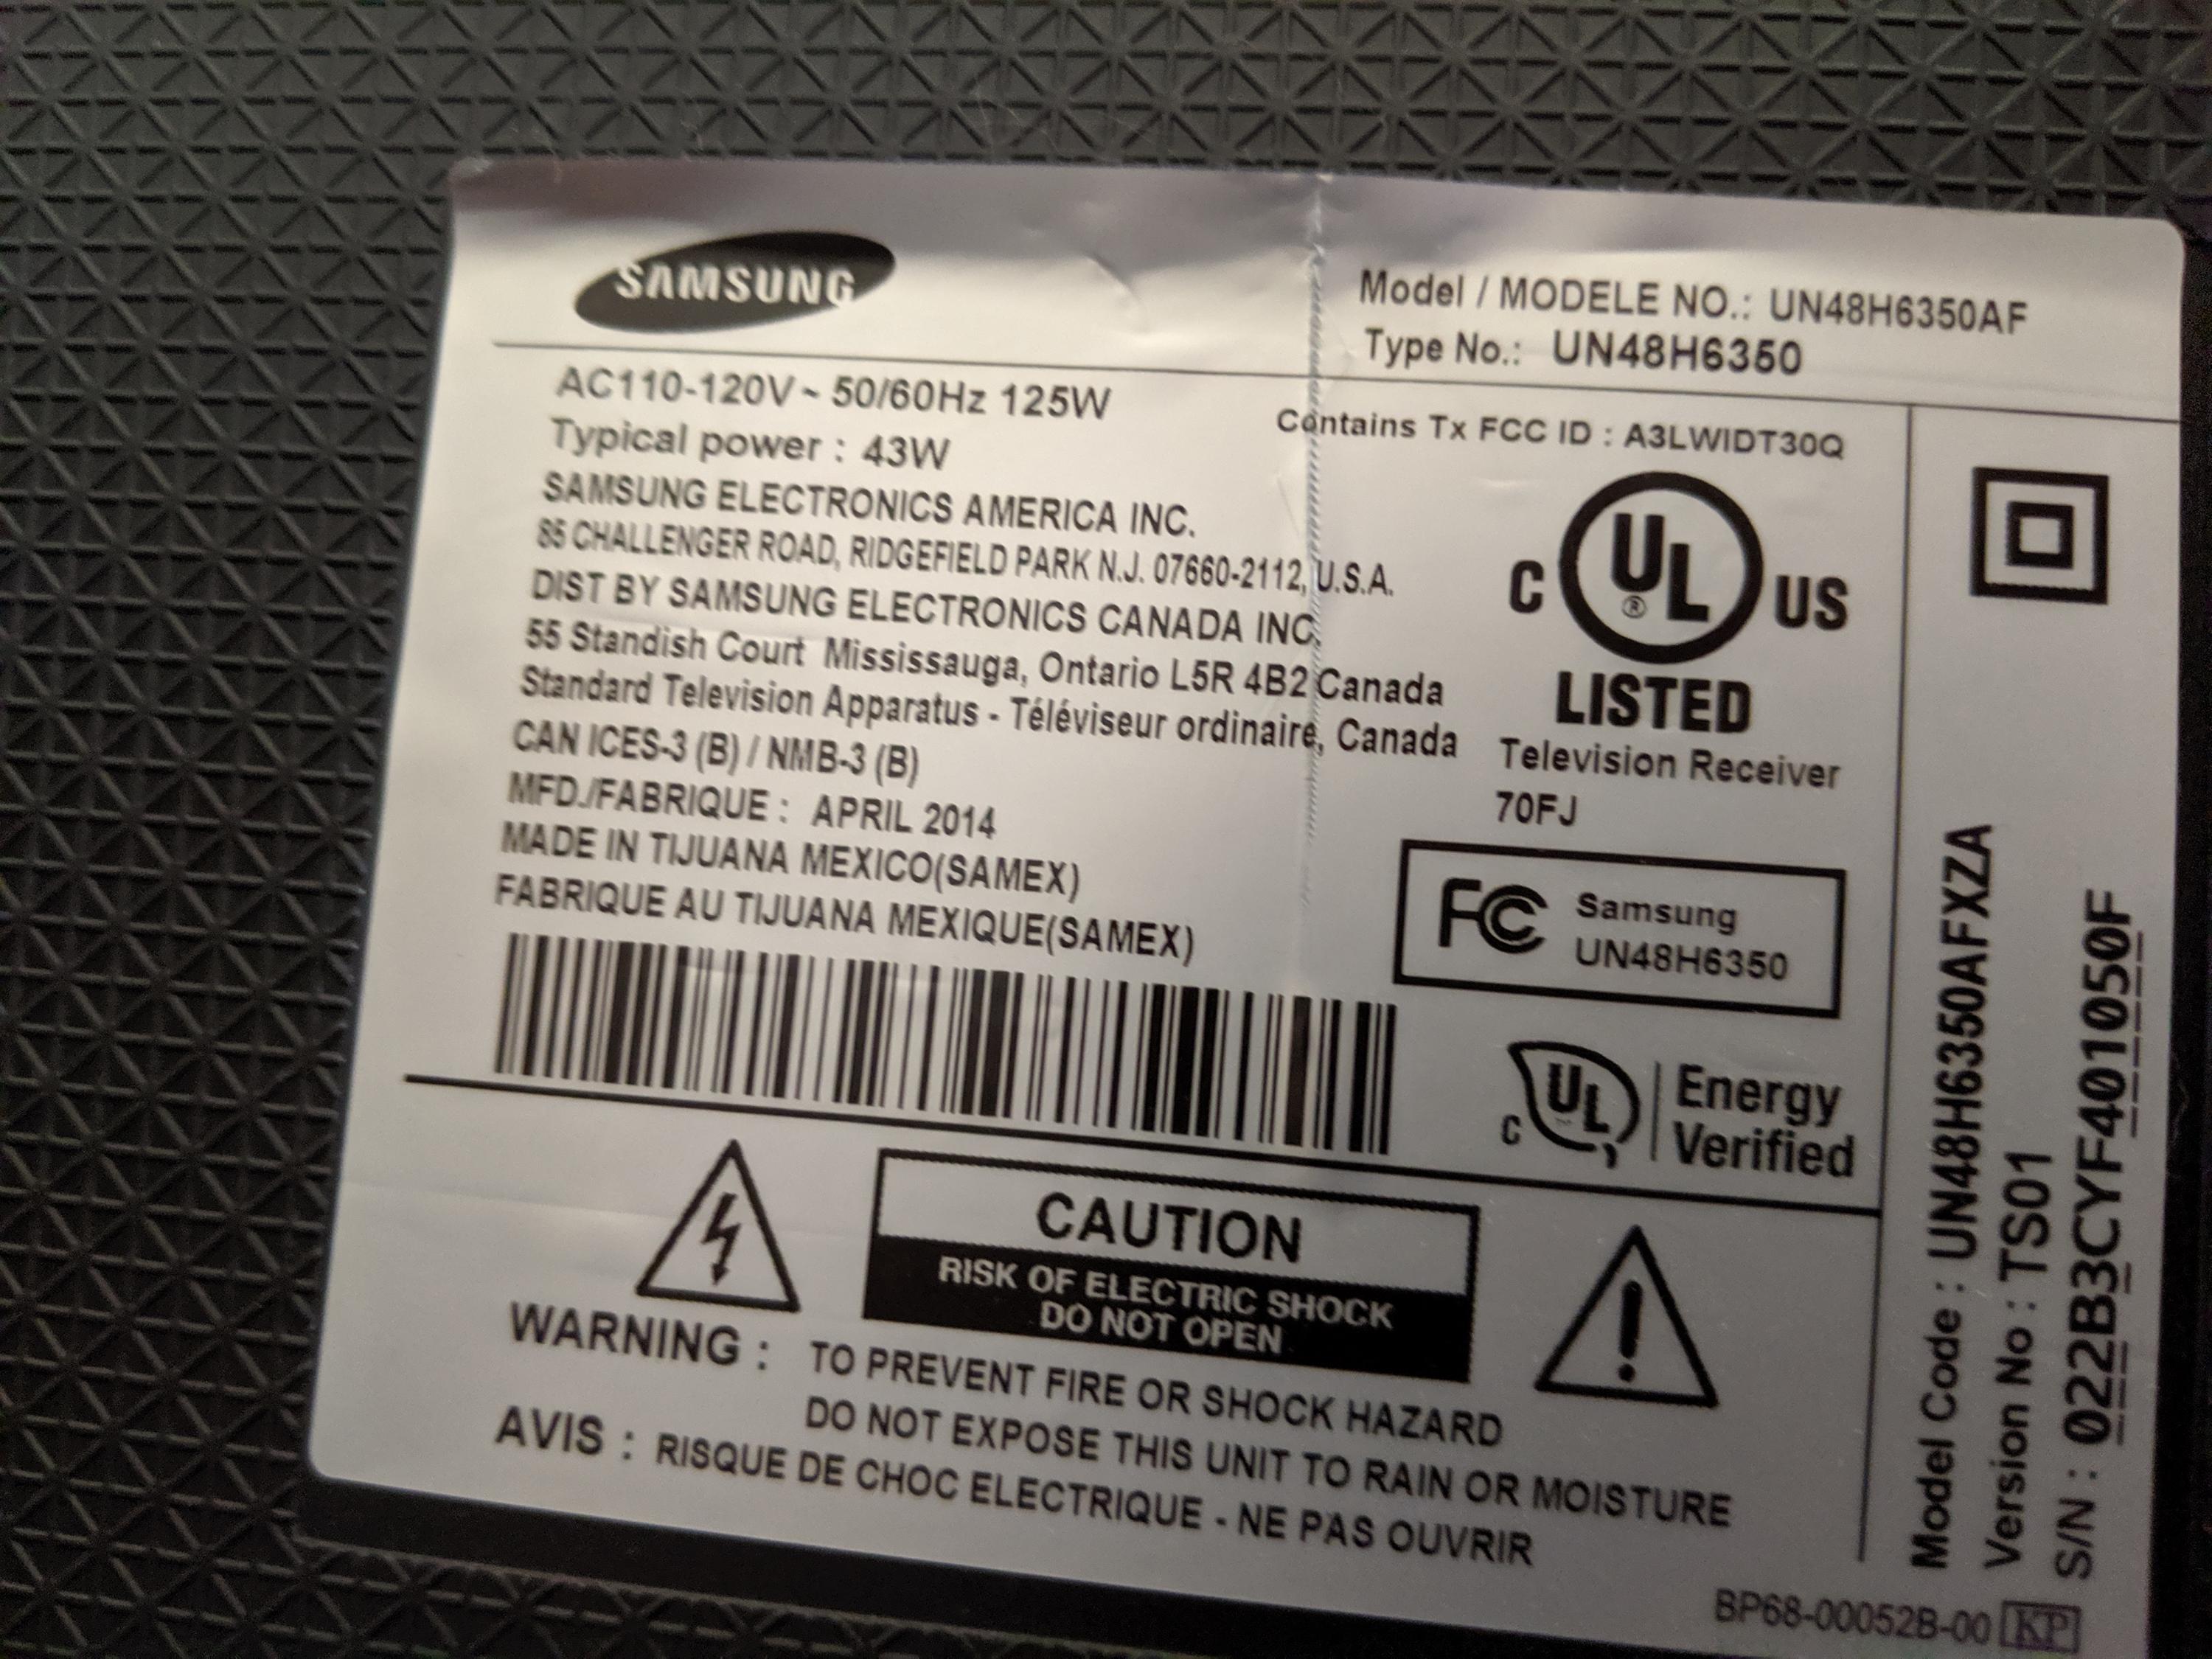 SAMSUNG
Model / MODELE NO.: UN48H6350AF
Type No.: UN48H6350
AC110-120V ~ 50/60Hz 125W
Typical power : 43W
SAMSUNG ELECTRONICS AMERICA INC.
85 CHALLENGER ROAD, RIDGEFIELD PARK N.J. 07660-2112, U.S.A.
DIST BY SAMSUNG ELECTRONICS CANADA INC.
55 Standish Court Mississauga, Ontario L5R 4B2 Canada
Standard Television Apparatus - Téléviseur ordinaire, Canada
CAN ICES-3 (B) / NMB-3 (B)
MFD./FABRIQUE : APRIL 2014
MADE IN TIJUANA MEXICO(SAMEX)
FABRIQUE AU TIJUANA MEXIQUE(SAMEX)
Contains Tx FCC ID : A3LWIDT30Q
C UL ® US
LISTED
Television Receiver
70FJ
FC Samsung
UN48H6350
C UL Energy
Verified
CAUTION
RISK OF ELECTRIC SHOCK
DO NOT OPEN
WARNING : TO PREVENT FIRE OR SHOCK HAZARD
DO NOT EXPOSE THIS UNIT TO RAIN OR MOISTURE
AVIS : RISQUE DE CHOC ELECTRIQUE - NE PAS OUVRIR
Model Code : UN48H6350AFXZA
Version No : TS01
S/N : 022B3CYF401050F
BP68-00052B-00 KP